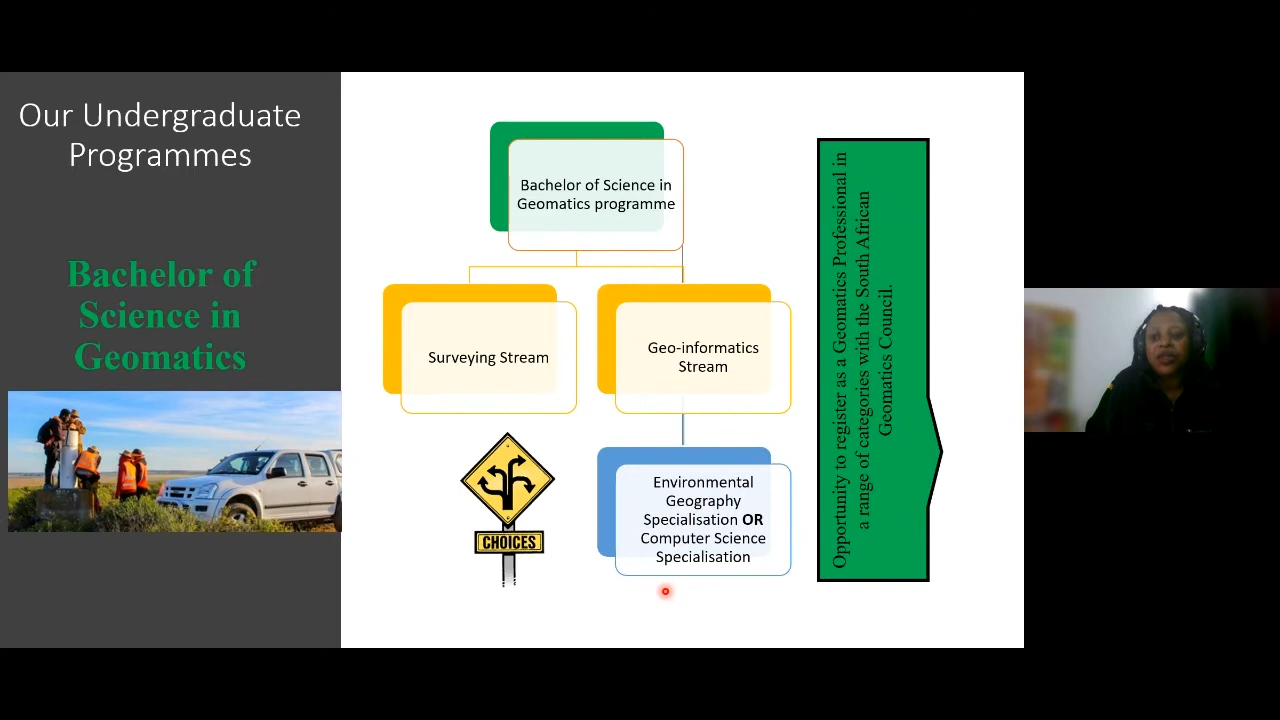 Our Undergraduate
Programmes
Bachelor of
Science in
Geomatics
Bachelor of Science in
Geomatics programme
Surveying Stream
Geo-informatics
Stream
CHOICES
Environmental
Geography
Specialisation OR
Computer Science
Specialisation
Opportunity to register as a Geomatics Professional in
a range of categories with the South African
Geomatics Council.